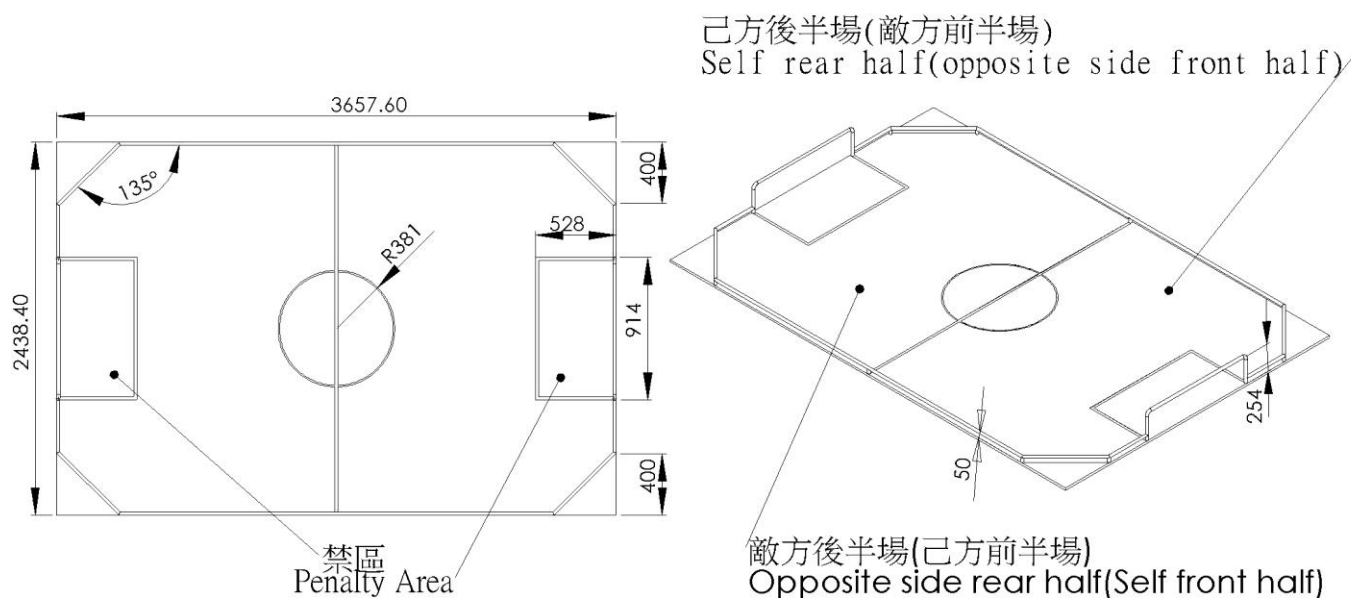 己方後半場(敵方前半場)
Self rear half(opposite side front half)
3657.60
135°
400
528
R381
2438.40
914
254
50
400
禁區
Penalty Area
敵方後半場(己方前半場)
Opposite side rear half(Self front half)